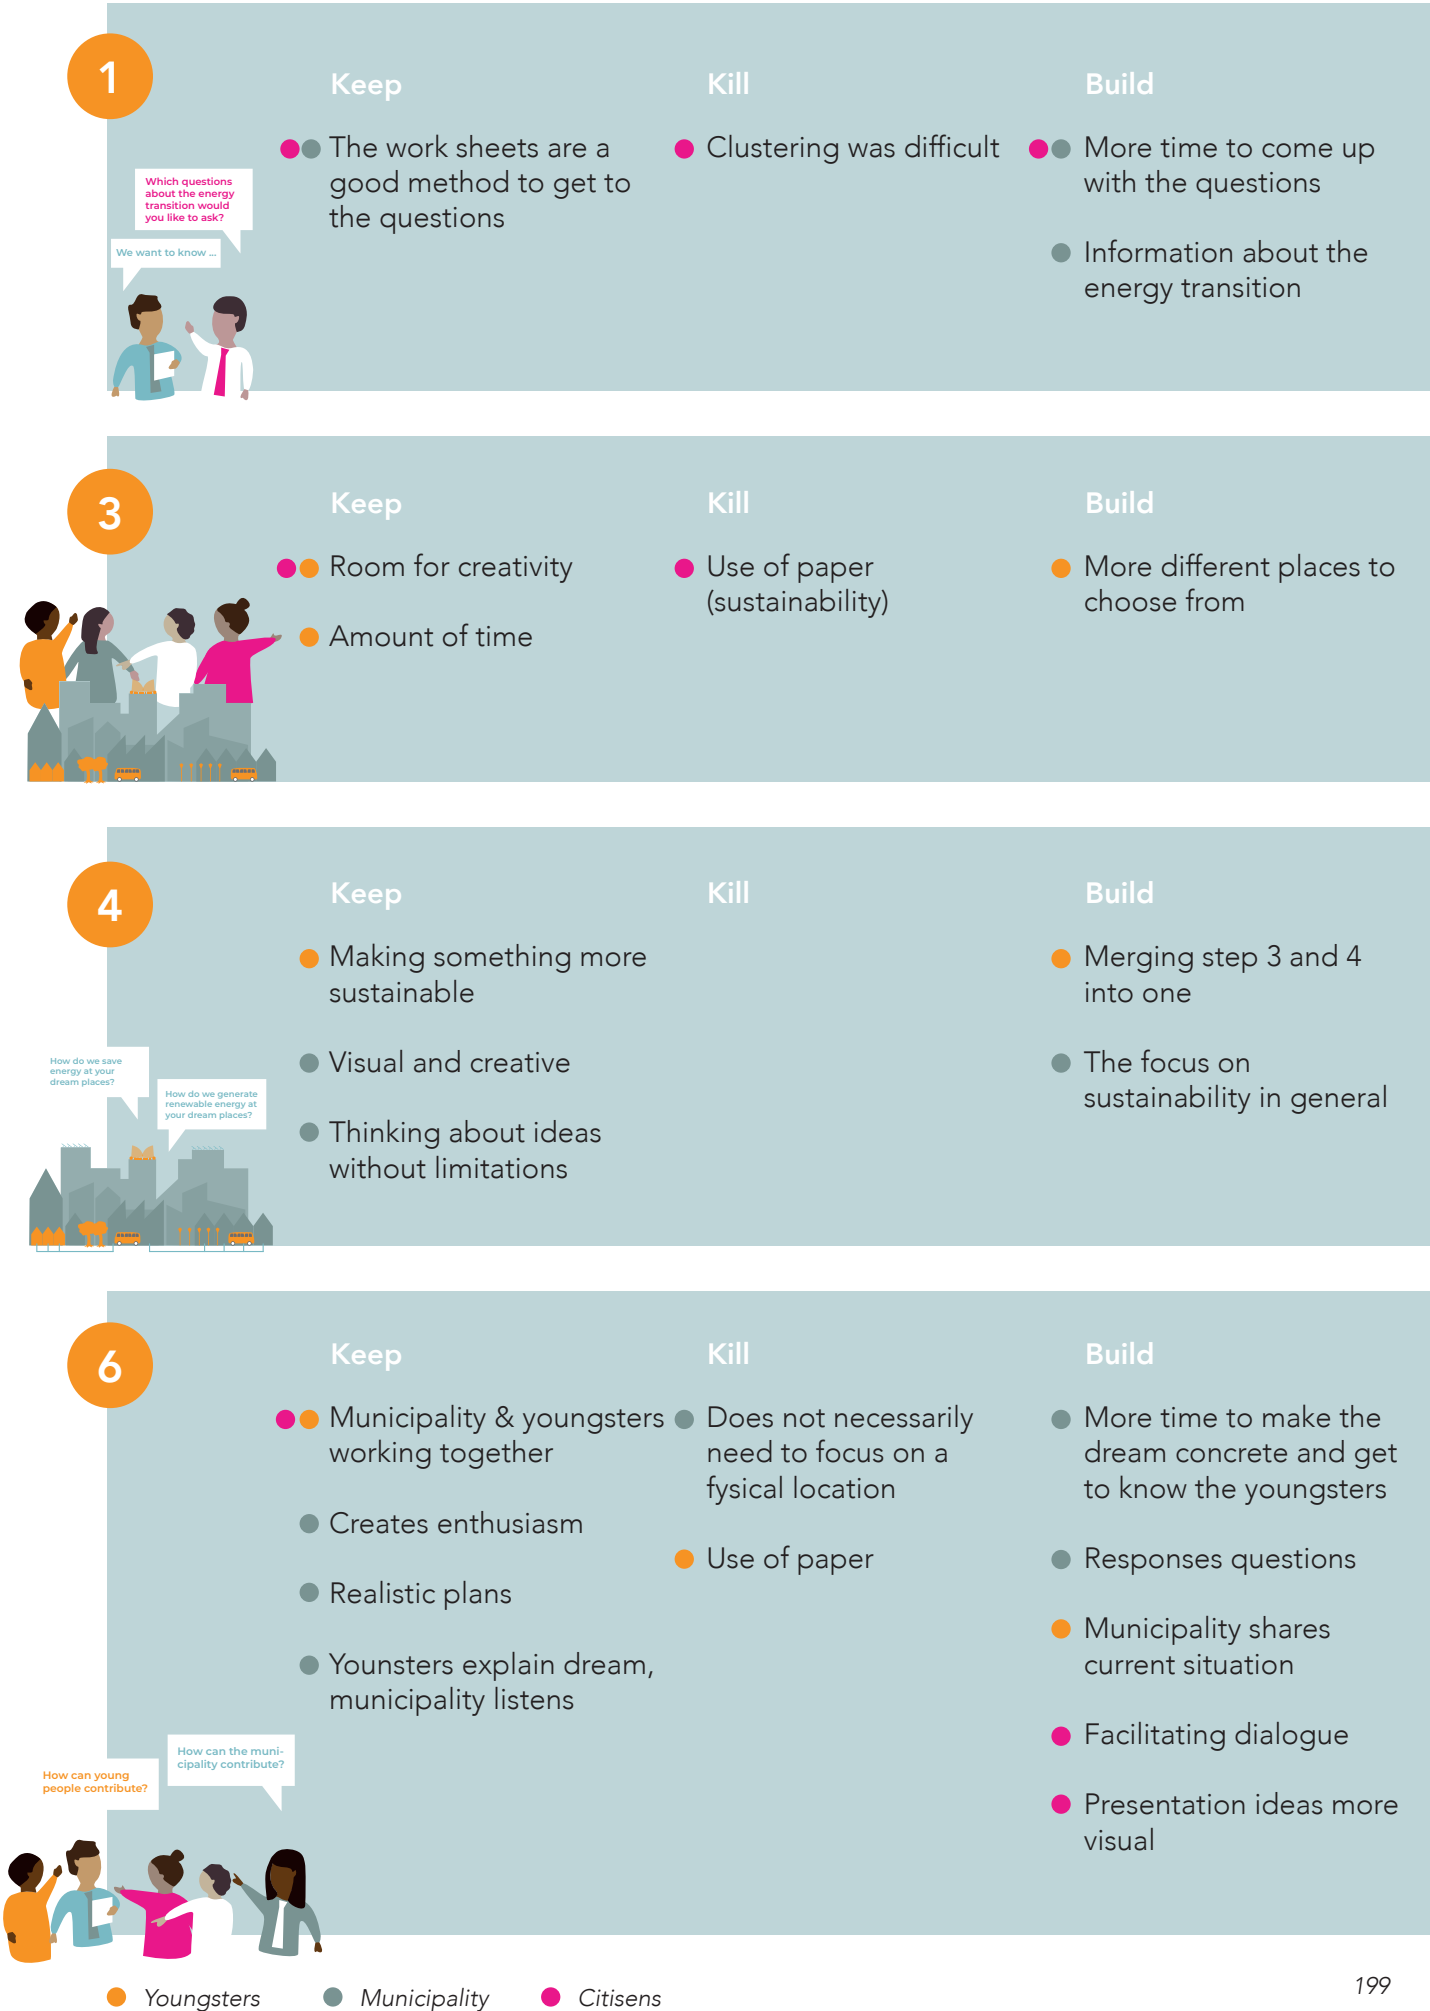 1
Keep
The work sheets are a
good method to get to
the questions
Kill
Clustering was difficult
Build
More time to come up
with the questions
Information about the
energy transition
Which questions
about the energy
transition would
you like to ask?
We want to know ...
3
Keep
Room for creativity
Amount of time
Kill
Use of paper
(sustainability)
Build
More different places to
choose from
4
Keep
Making something more
sustainable
Visual and creative
Thinking about ideas
without limitations
Kill
Build
Merging step 3 and 4
into one
The focus on
sustainability in general
How do we save
energy at your
dream places?
How do we generate
renewable energy at
your dream places?
6
Keep
Municipality & youngsters
working together
Creates enthusiasm
Realistic plans
Younsters explain dream,
municipality listens
Kill
Does not necessarily
need to focus on a
fysical location
Use of paper
Build
More time to make the
dream concrete and get
to know the youngsters
Responses questions
Municipality shares
current situation
Facilitating dialogue
Presentation ideas more
visual
How can young
people contribute?
How can the muni-
cipality contribute?
Youngsters
Municipality
Citisens
199